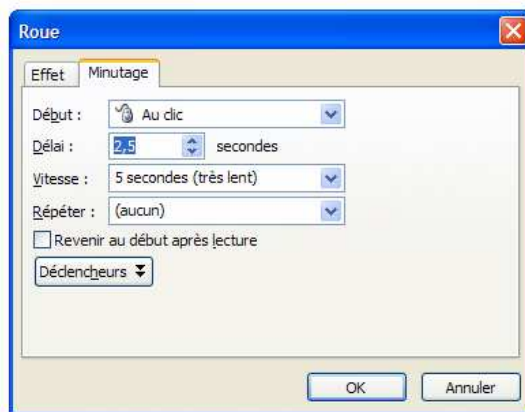 Roue
Effet Minutage
Début : Au clic
Délai : 2,5 secondes
Vitesse : 5 secondes (très lent)
Répéter : (aucun)
Revenir au début après lecture
Déclencheurs
OK Annuler